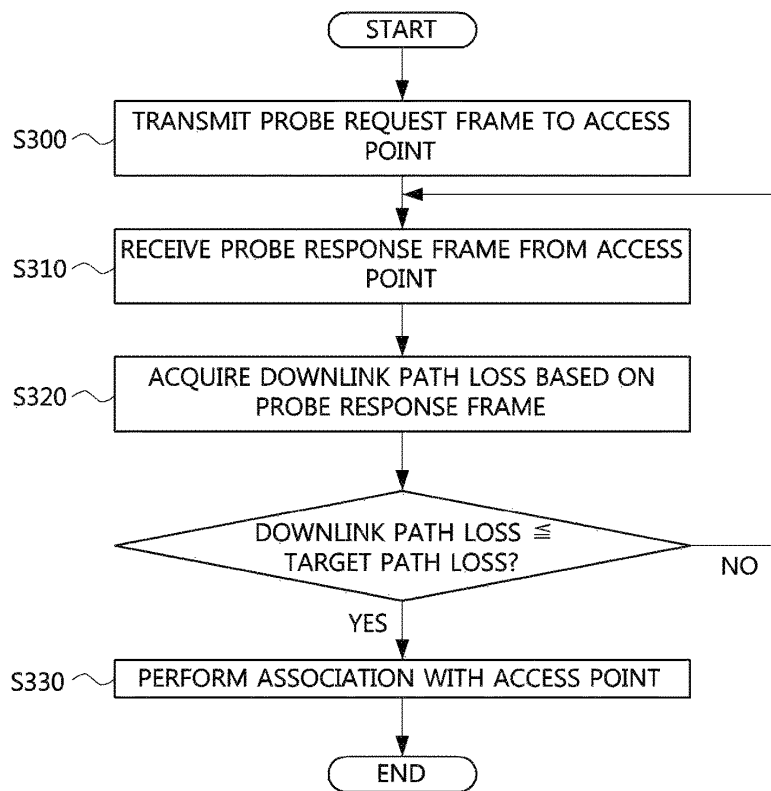 START
S300
TRANSMIT PROBE REQUEST FRAME TO ACCESS
POINT
S310
RECEIVE PROBE RESPONSE FRAME FROM ACCESS
POINT
S320
ACQUIRE DOWNLINK PATH LOSS BASED ON
PROBE RESPONSE FRAME
DOWNLINK PATH LOSS ≦
TARGET PATH LOSS?
NO
YES
S330
PERFORM ASSOCIATION WITH ACCESS POINT
END